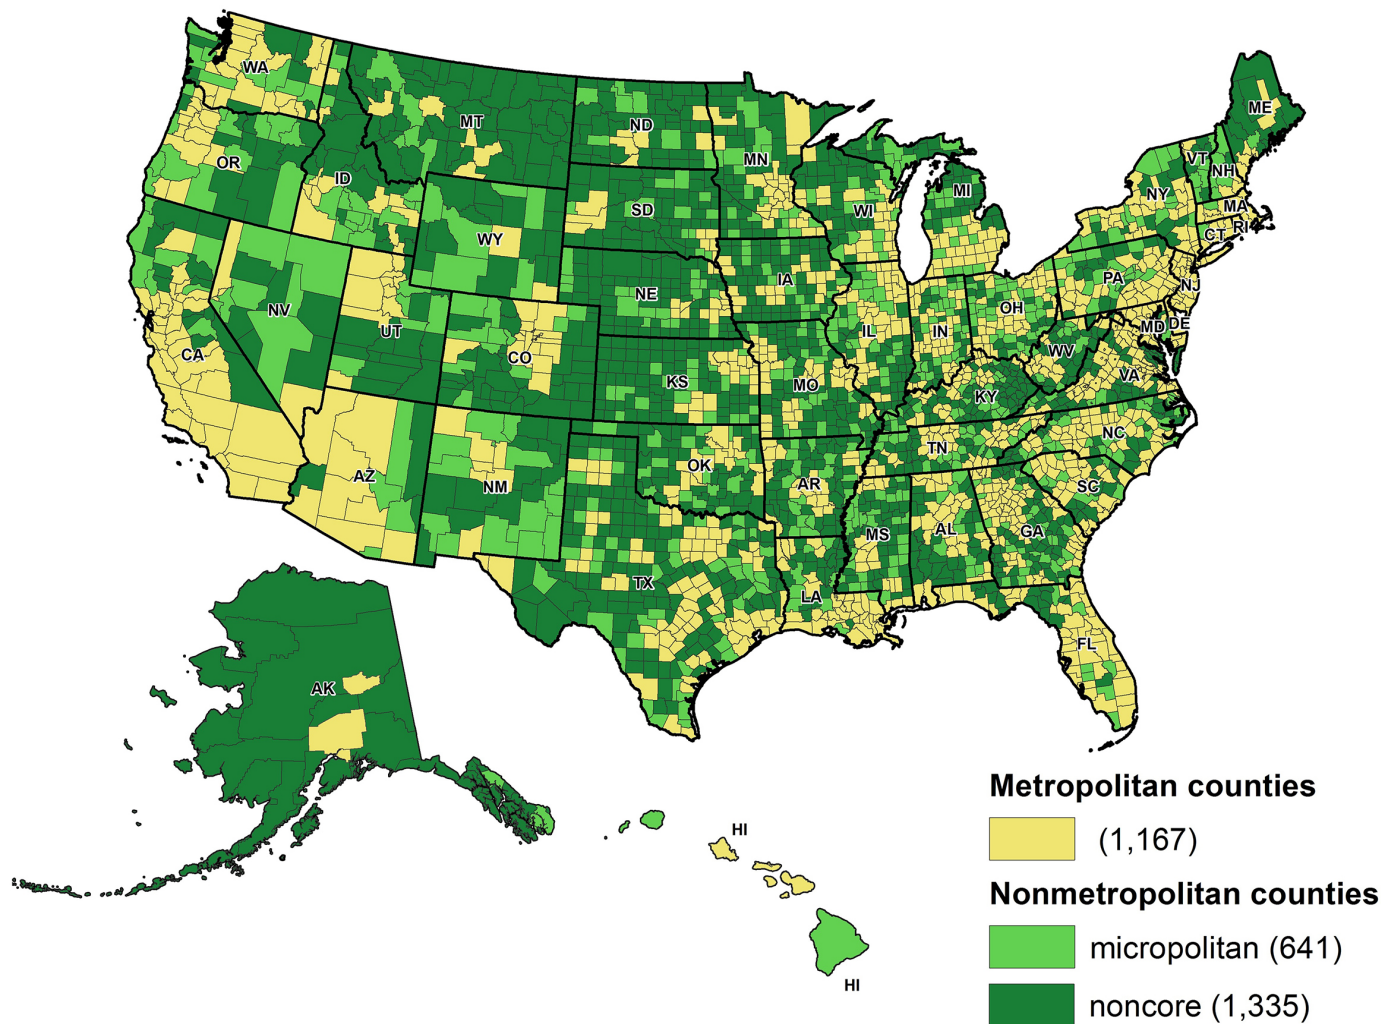 WA
MT
ND
MN
ME
VT
NH
NY
MA
CT
RI
OR
ID
SD
WI
MI
WY
IA
PA
NJ
NE
NV
UT
CO
IL
IN
OH
MD
DE
WV
VA
CA
KS
MO
KY
NC
TN
AZ
NM
OK
AR
SC
MS
AL
GA
TX
LA
FL
AK
HI
HI
Metropolitan counties
(1,167)
Nonmetropolitan counties
micropolitan (641)
noncore (1,335)